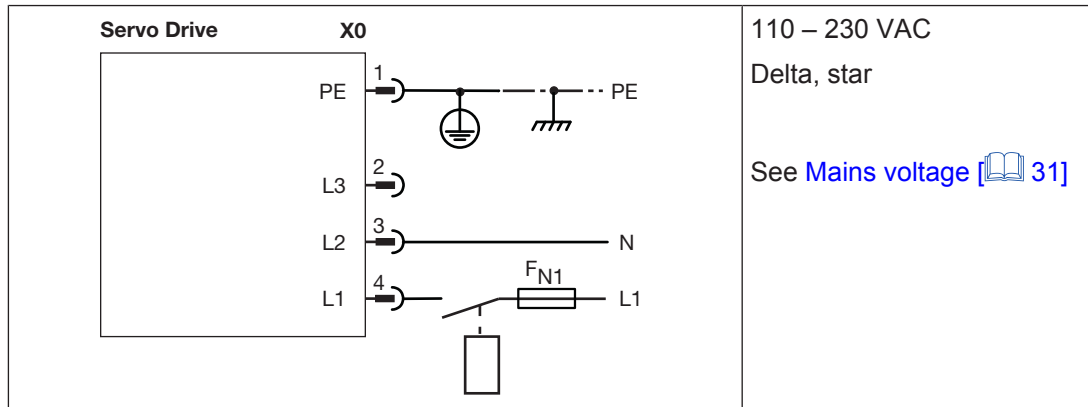 Servo Drive X0
PE 1 PE
L3 2
L2 3 N
FN1
L1 4 L1
110 – 230 VAC
Delta, star
See Mains voltage [ 31]